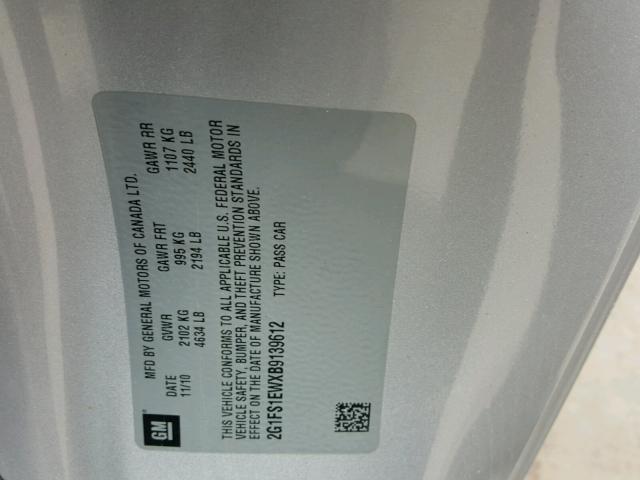 GM
MFD BY GENERAL MOTORS OF CANADA LTD.
DATE GVWR GAWR FRT GAWR RR
11/10 2102 KG 995 KG 1107 KG
4634 LB 2194 LB 2440 LB
THIS VEHICLE CONFORMS TO ALL APPLICABLE U.S. FEDERAL MOTOR
VEHICLE SAFETY, BUMPER, AND THEFT PREVENTION STANDARDS IN
EFFECT ON THE DATE OF MANUFACTURE SHOWN ABOVE.
2G1FS1EWXB9139612 TYPE: PASS CAR